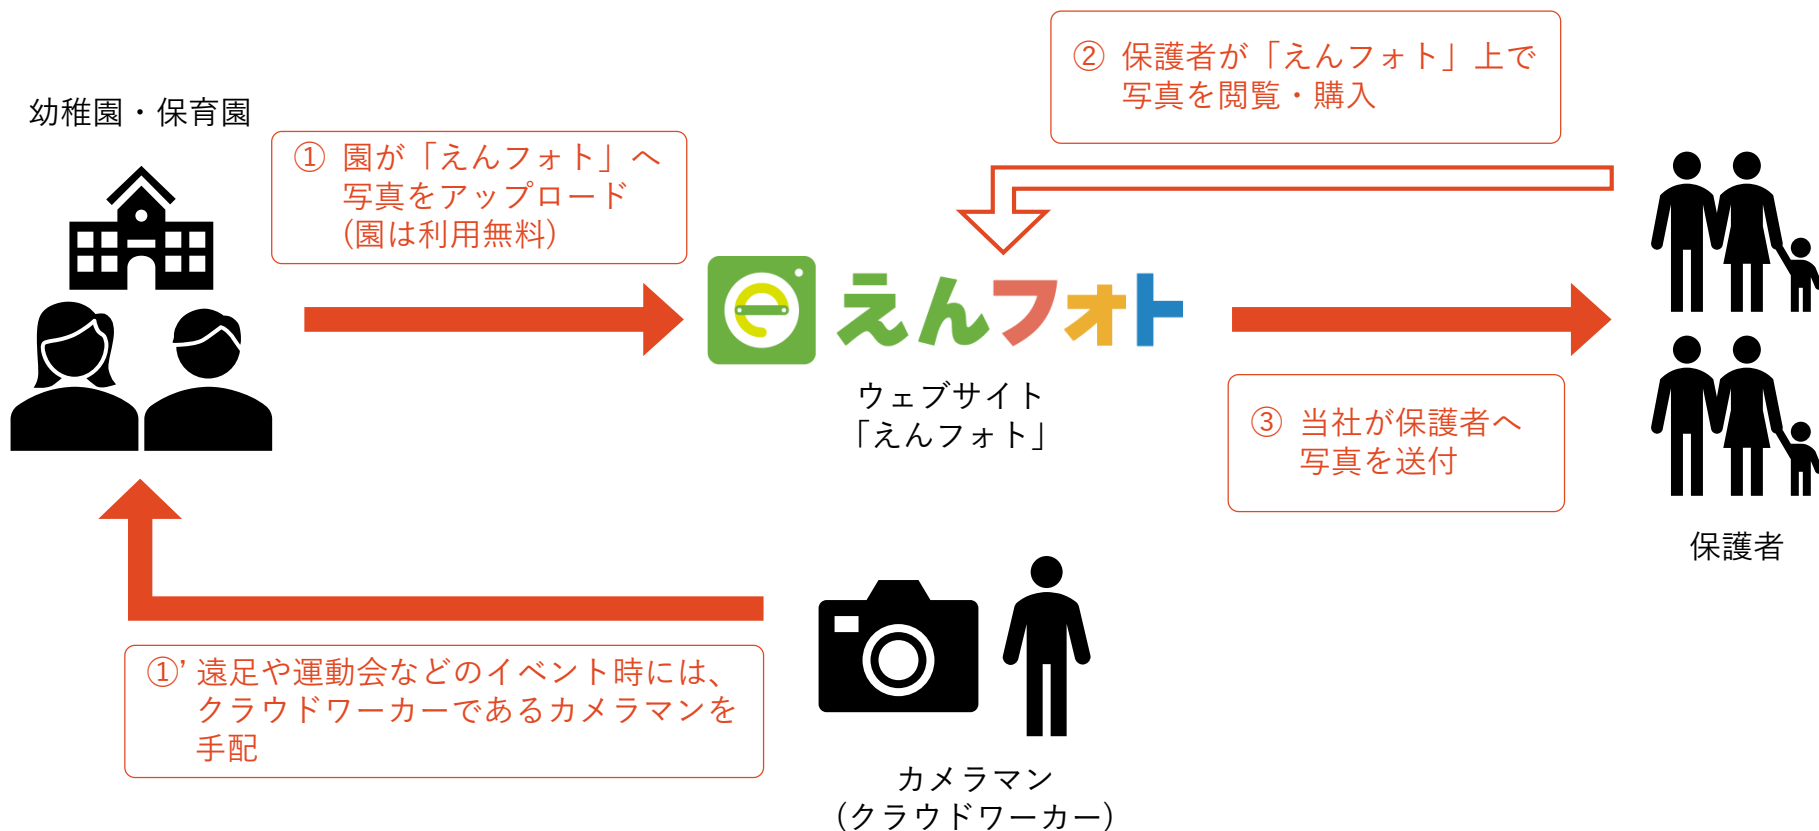 幼稚園・保育園
① 園が「えんフォト」へ
写真をアップロード
(園は利用無料)
② 保護者が「えんフォト」上で
写真を閲覧・購入
e えんフォト
ウェブサイト
「えんフォト」
③ 当社が保護者へ
写真を送付
保護者
①’ 遠足や運動会などのイベント時には、
クラウドワーカーであるカメラマンを
手配
カメラマン
(クラウドワーカー)